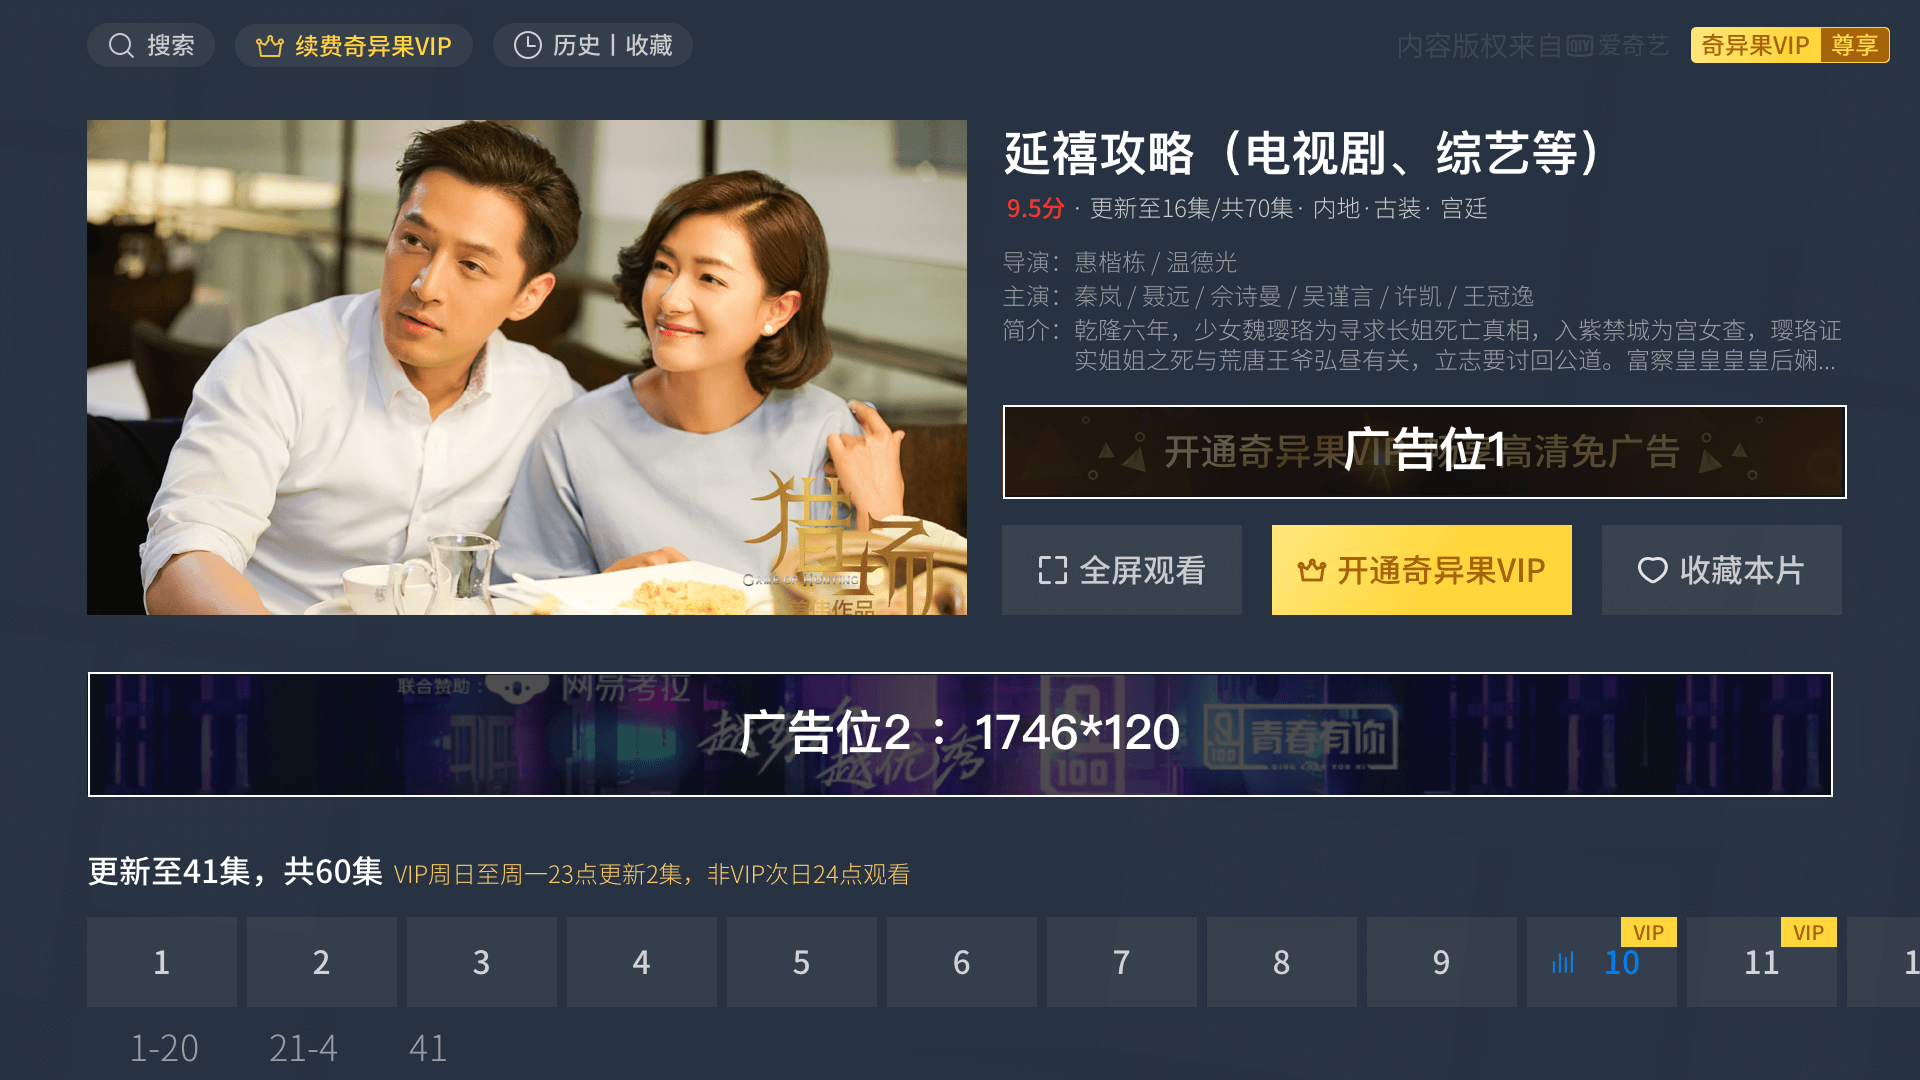 搜索
续费奇异果VIP
历史 | 收藏
内容版权来自 爱奇艺
奇异果VIP 尊享
延禧攻略（电视剧、综艺等）
9.5分 · 更新至16集/共70集 · 内地 · 古装 · 宫廷
导演：惠楷栋 / 温德光
主演：秦岚 / 聂远 / 佘诗曼 / 吴谨言 / 许凯 / 王冠逸
简介：乾隆六年，少女魏璎珞为寻求长姐死亡真相，入紫禁城为宫女查，璎珞证
实姐姐之死与荒唐王爷弘昼有关，立志要讨回公道。富察皇皇皇皇后娴...
开通奇异果VIP 高清免广告
广告位1
全屏观看
开通奇异果VIP
收藏本片
猎场
GAME OF HUNTING
作品
联合赞助：网易考拉
越优秀
青春有你
广告位2：1746*120
更新至41集，共60集 VIP周日至周一23点更新2集，非VIP次日24点观看
1 2 3 4 5 6 7 8 9 10 VIP 11 VIP 1
1-20 21-4 41